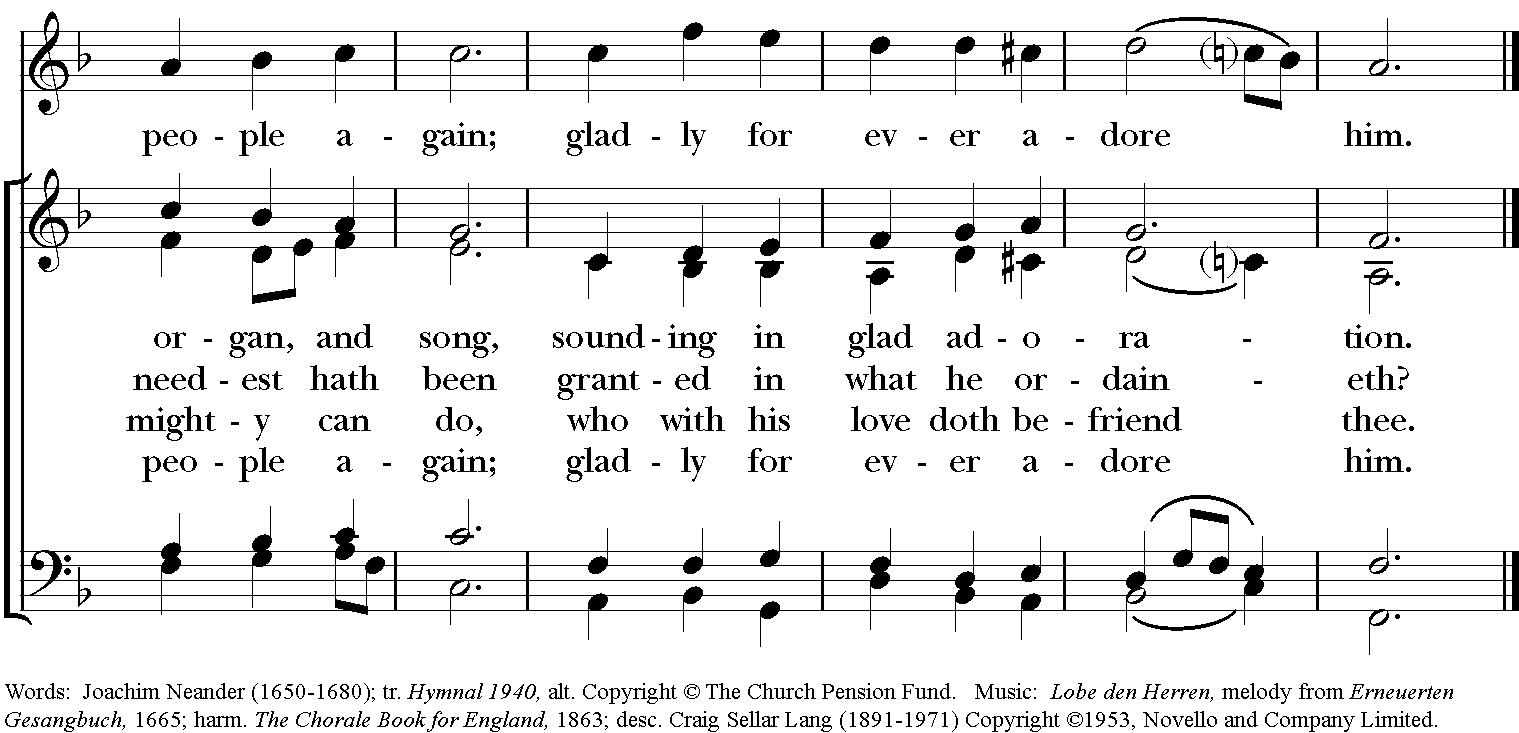 peo - ple a - gain; glad - ly for ev - er a - dore him.
or - gan, and song, sound - ing in glad ad - o - ra - tion.
need - est hath been grant - ed in what he or - dain - eth?
might - y can do, who with his love doth be - friend thee.
peo - ple a - gain; glad - ly for ev - er a - dore him.
Words: Joachim Neander (1650-1680); tr. Hymnal 1940, alt. Copyright © The Church Pension Fund. Music: Lobe den Herren, melody from Erneuerten
Gesangbuch, 1665; harm. The Chorale Book for England, 1863; desc. Craig Sellar Lang (1891-1971) Copyright ©1953, Novello and Company Limited.